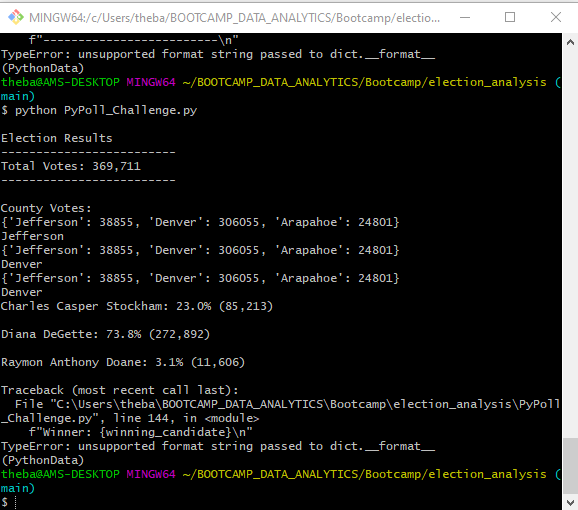 MINGW64:/c/Users/theba/BOOTCAMP_DATA_ANALYTICS/Bootcamp/election_...
    f"-------------------------\n"
TypeError: unsupported format string passed to dict.__format__
(PythonData)
theba@AMS-DESKTOP MINGW64 ~/BOOTCAMP_DATA_ANALYTICS/Bootcamp/election_analysis (
main)
$ python PyPoll_Challenge.py

Election Results
-------------------------
Total Votes: 369,711
-------------------------

County Votes:
{'Jefferson': 38855, 'Denver': 306055, 'Arapahoe': 24801}
Jefferson
{'Jefferson': 38855, 'Denver': 306055, 'Arapahoe': 24801}
Denver
{'Jefferson': 38855, 'Denver': 306055, 'Arapahoe': 24801}
Denver
Charles Casper Stockham: 23.0% (85,213)

Diana DeGette: 73.8% (272,892)

Raymon Anthony Doane: 3.1% (11,606)

Traceback (most recent call last):
  File "C:\Users\theba\BOOTCAMP_DATA_ANALYTICS\Bootcamp\election_analysis\PyPoll
_Challenge.py", line 144, in <module>
    f"Winner: {winning_candidate}\n"
TypeError: unsupported format string passed to dict.__format__
(PythonData)
theba@AMS-DESKTOP MINGW64 ~/BOOTCAMP_DATA_ANALYTICS/Bootcamp/election_analysis (
main)
$